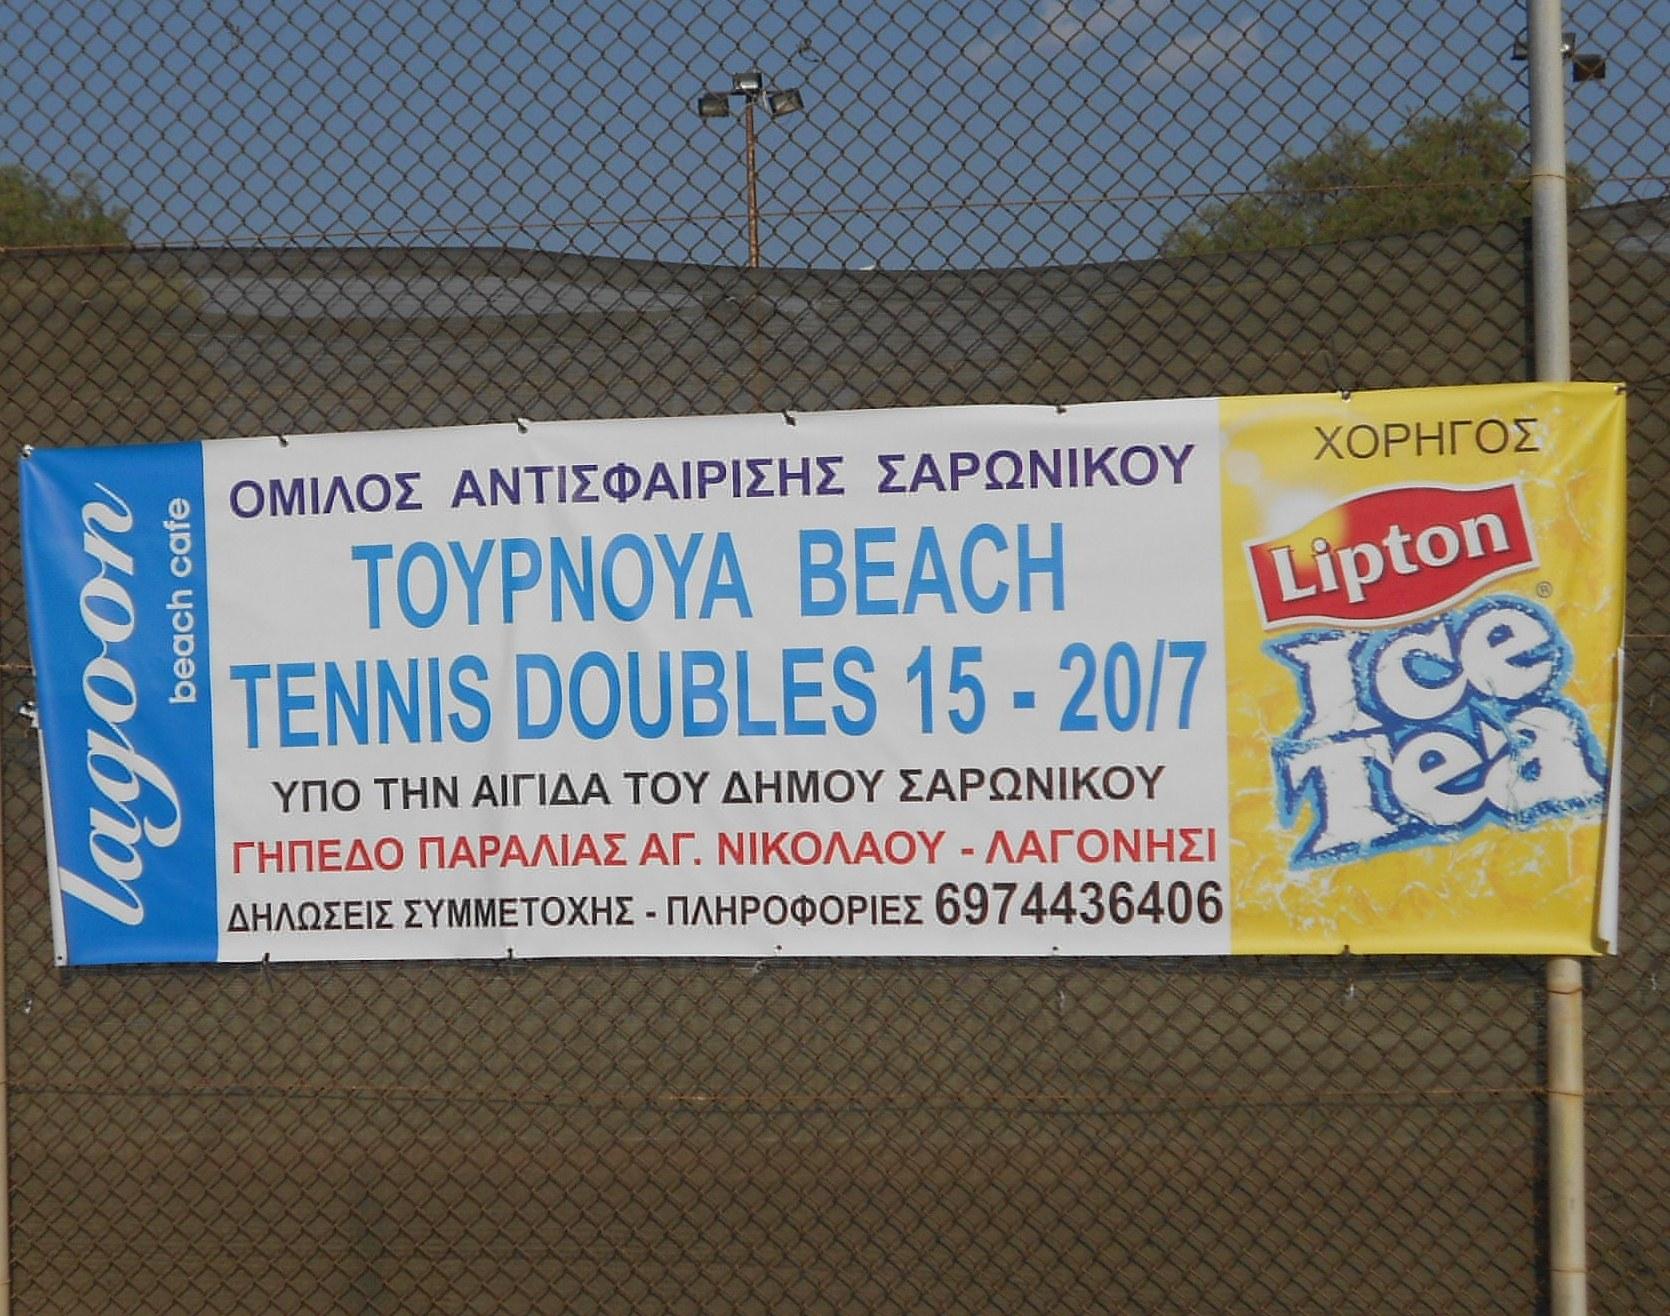 lagoon
beach cafe
ΟΜΙΛΟΣ ΑΝΤΙΣΦΑΙΡΙΣΗΣ ΣΑΡΩΝΙΚΟΥ
ΤΟΥΡΝΟΥΑ BEACH
TENNIS DOUBLES 15 - 20/7
ΥΠΟ ΤΗΝ ΑΙΓΙΔΑ ΤΟΥ ΔΗΜΟΥ ΣΑΡΩΝΙΚΟΥ
ΓΗΠΕΔΟ ΠΑΡΑΛΙΑΣ ΑΓ. ΝΙΚΟΛΑΟΥ - ΛΑΓΟΝΗΣΙ
ΔΗΛΩΣΕΙΣ ΣΥΜΜΕΤΟΧΗΣ - ΠΛΗΡΟΦΟΡΙΕΣ 6974436406
ΧΟΡΗΓΟΣ
Lipton
Ice
Tea